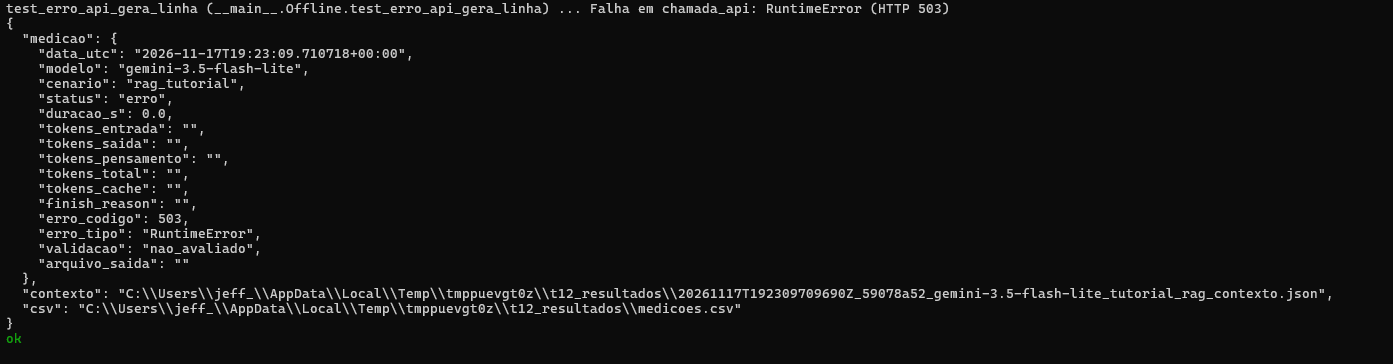 test_erro_api_gera_linha (__main__.Offline.test_erro_api_gera_linha) ... Falha em chamada_api: RuntimeError (HTTP 503)
{
  "medicao": {
    "data_utc": "2026-11-17T19:23:09.710718+00:00",
    "modelo": "gemini-3.5-flash-lite",
    "cenario": "rag_tutorial",
    "status": "erro",
    "duracao_s": 0.0,
    "tokens_entrada": "",
    "tokens_saida": "",
    "tokens_pensamento": "",
    "tokens_total": "",
    "tokens_cache": "",
    "finish_reason": "",
    "erro_codigo": 503,
    "erro_tipo": "RuntimeError",
    "validacao": "nao_avaliado",
    "arquivo_saida": ""
  },
  "contexto": "C:\\Users\\jeff_\\AppData\\Local\\Temp\\tmppuevgt0z\\t12_resultados\\20261117T192309709690Z_59078a52_gemini-3.5-flash-lite_tutorial_rag_contexto.json",
  "csv": "C:\\Users\\jeff_\\AppData\\Local\\Temp\\tmppuevgt0z\\t12_resultados\\medicoes.csv"
}
ok